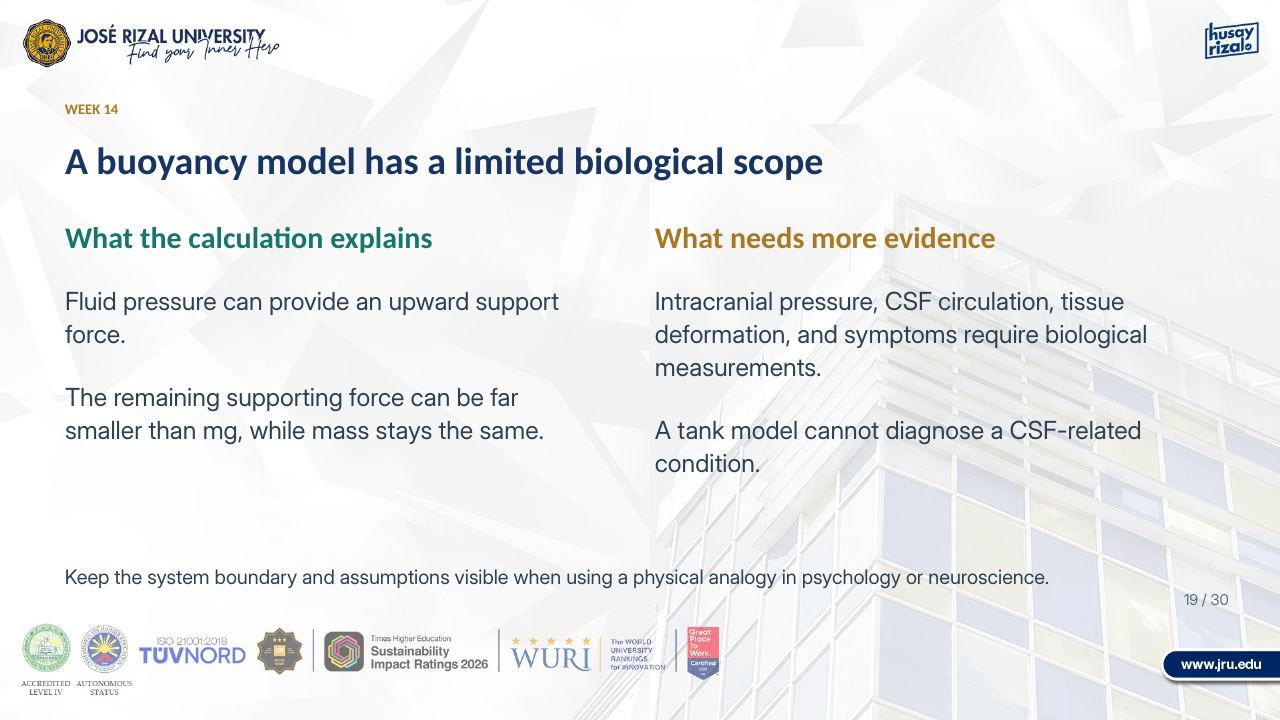 JOSÉ RIZAL UNIVERSITY
Find your Inner Hero
husay
rizal
WEEK 14
A buoyancy model has a limited biological scope
What the calculation explains
Fluid pressure can provide an upward support
force.
The remaining supporting force can be far
smaller than mg, while mass stays the same.
What needs more evidence
Intracranial pressure, CSF circulation, tissue
deformation, and symptoms require biological
measurements.
A tank model cannot diagnose a CSF-related
condition.
Keep the system boundary and assumptions visible when using a physical analogy in psychology or neuroscience.
19 / 30
ACCREDITED
LEVEL IV
AUTONOMOUS
STATUS
ISO 21001:2018
TÜVNORD
Times Higher Education
Sustainability
Impact Ratings 2026
WURI
The WORLD
UNIVERSITY
RANKINGS
for INNOVATION
Great
Place
To
Work.
Certified
www.jru.edu